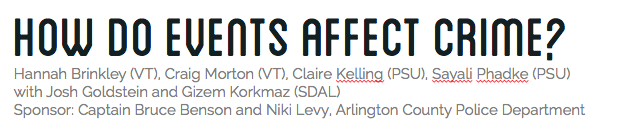 HOW DO EVENTS AFFECT CRIME?
Hannah Brinkley (VT), Craig Morton (VT), Claire Kelling (PSU), Sayali Phadke (PSU)
with Josh Goldstein and Gizem Korkmaz (SDAL)
Sponsor: Captain Bruce Benson and Niki Levy, Arlington County Police Department